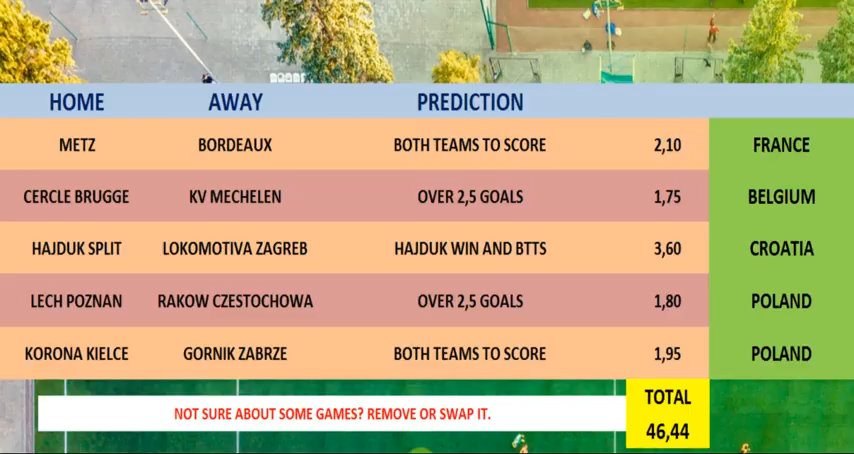 HOME AWAY PREDICTION
METZ BORDEAUX BOTH TEAMS TO SCORE 2,10 FRANCE
CERCLE BRUGGE KV MECHELEN OVER 2,5 GOALS 1,75 BELGIUM
HAJDUK SPLIT LOKOMOTIVA ZAGREB HAJDUK WIN AND BTTS 3,60 CROATIA
LECH POZNAN RAKOW CZESTOCHOWA OVER 2,5 GOALS 1,80 POLAND
KORONA KIELCE GORNIK ZABRZE BOTH TEAMS TO SCORE 1,95 POLAND
NOT SURE ABOUT SOME GAMES? REMOVE OR SWAP IT.
TOTAL
46,44